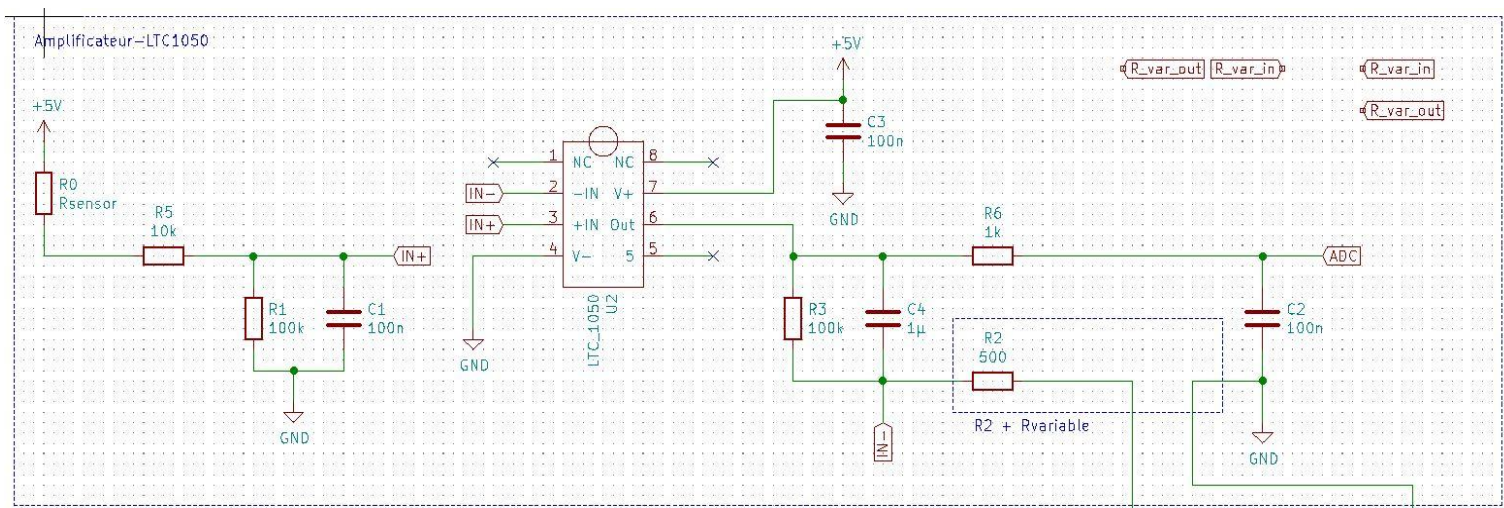 Amplificateur-LTC1050
+5V
R_var_out
R_var_in
R_var_in
R_var_out
+5V
C3
100n
GND
R0
Rsensor
R5
10k
IN+
R1
100k
C1
100n
GND
1 NC NC 8
IN- 2 -IN V+ 7
IN+ 3 +IN Out 6
4 V- 5 5
LTC_1050
U2
GND
R6
1k
ADC
R3
100k
C4
1µ
R2
500
C2
100n
R2 + Rvariable
IN-
GND